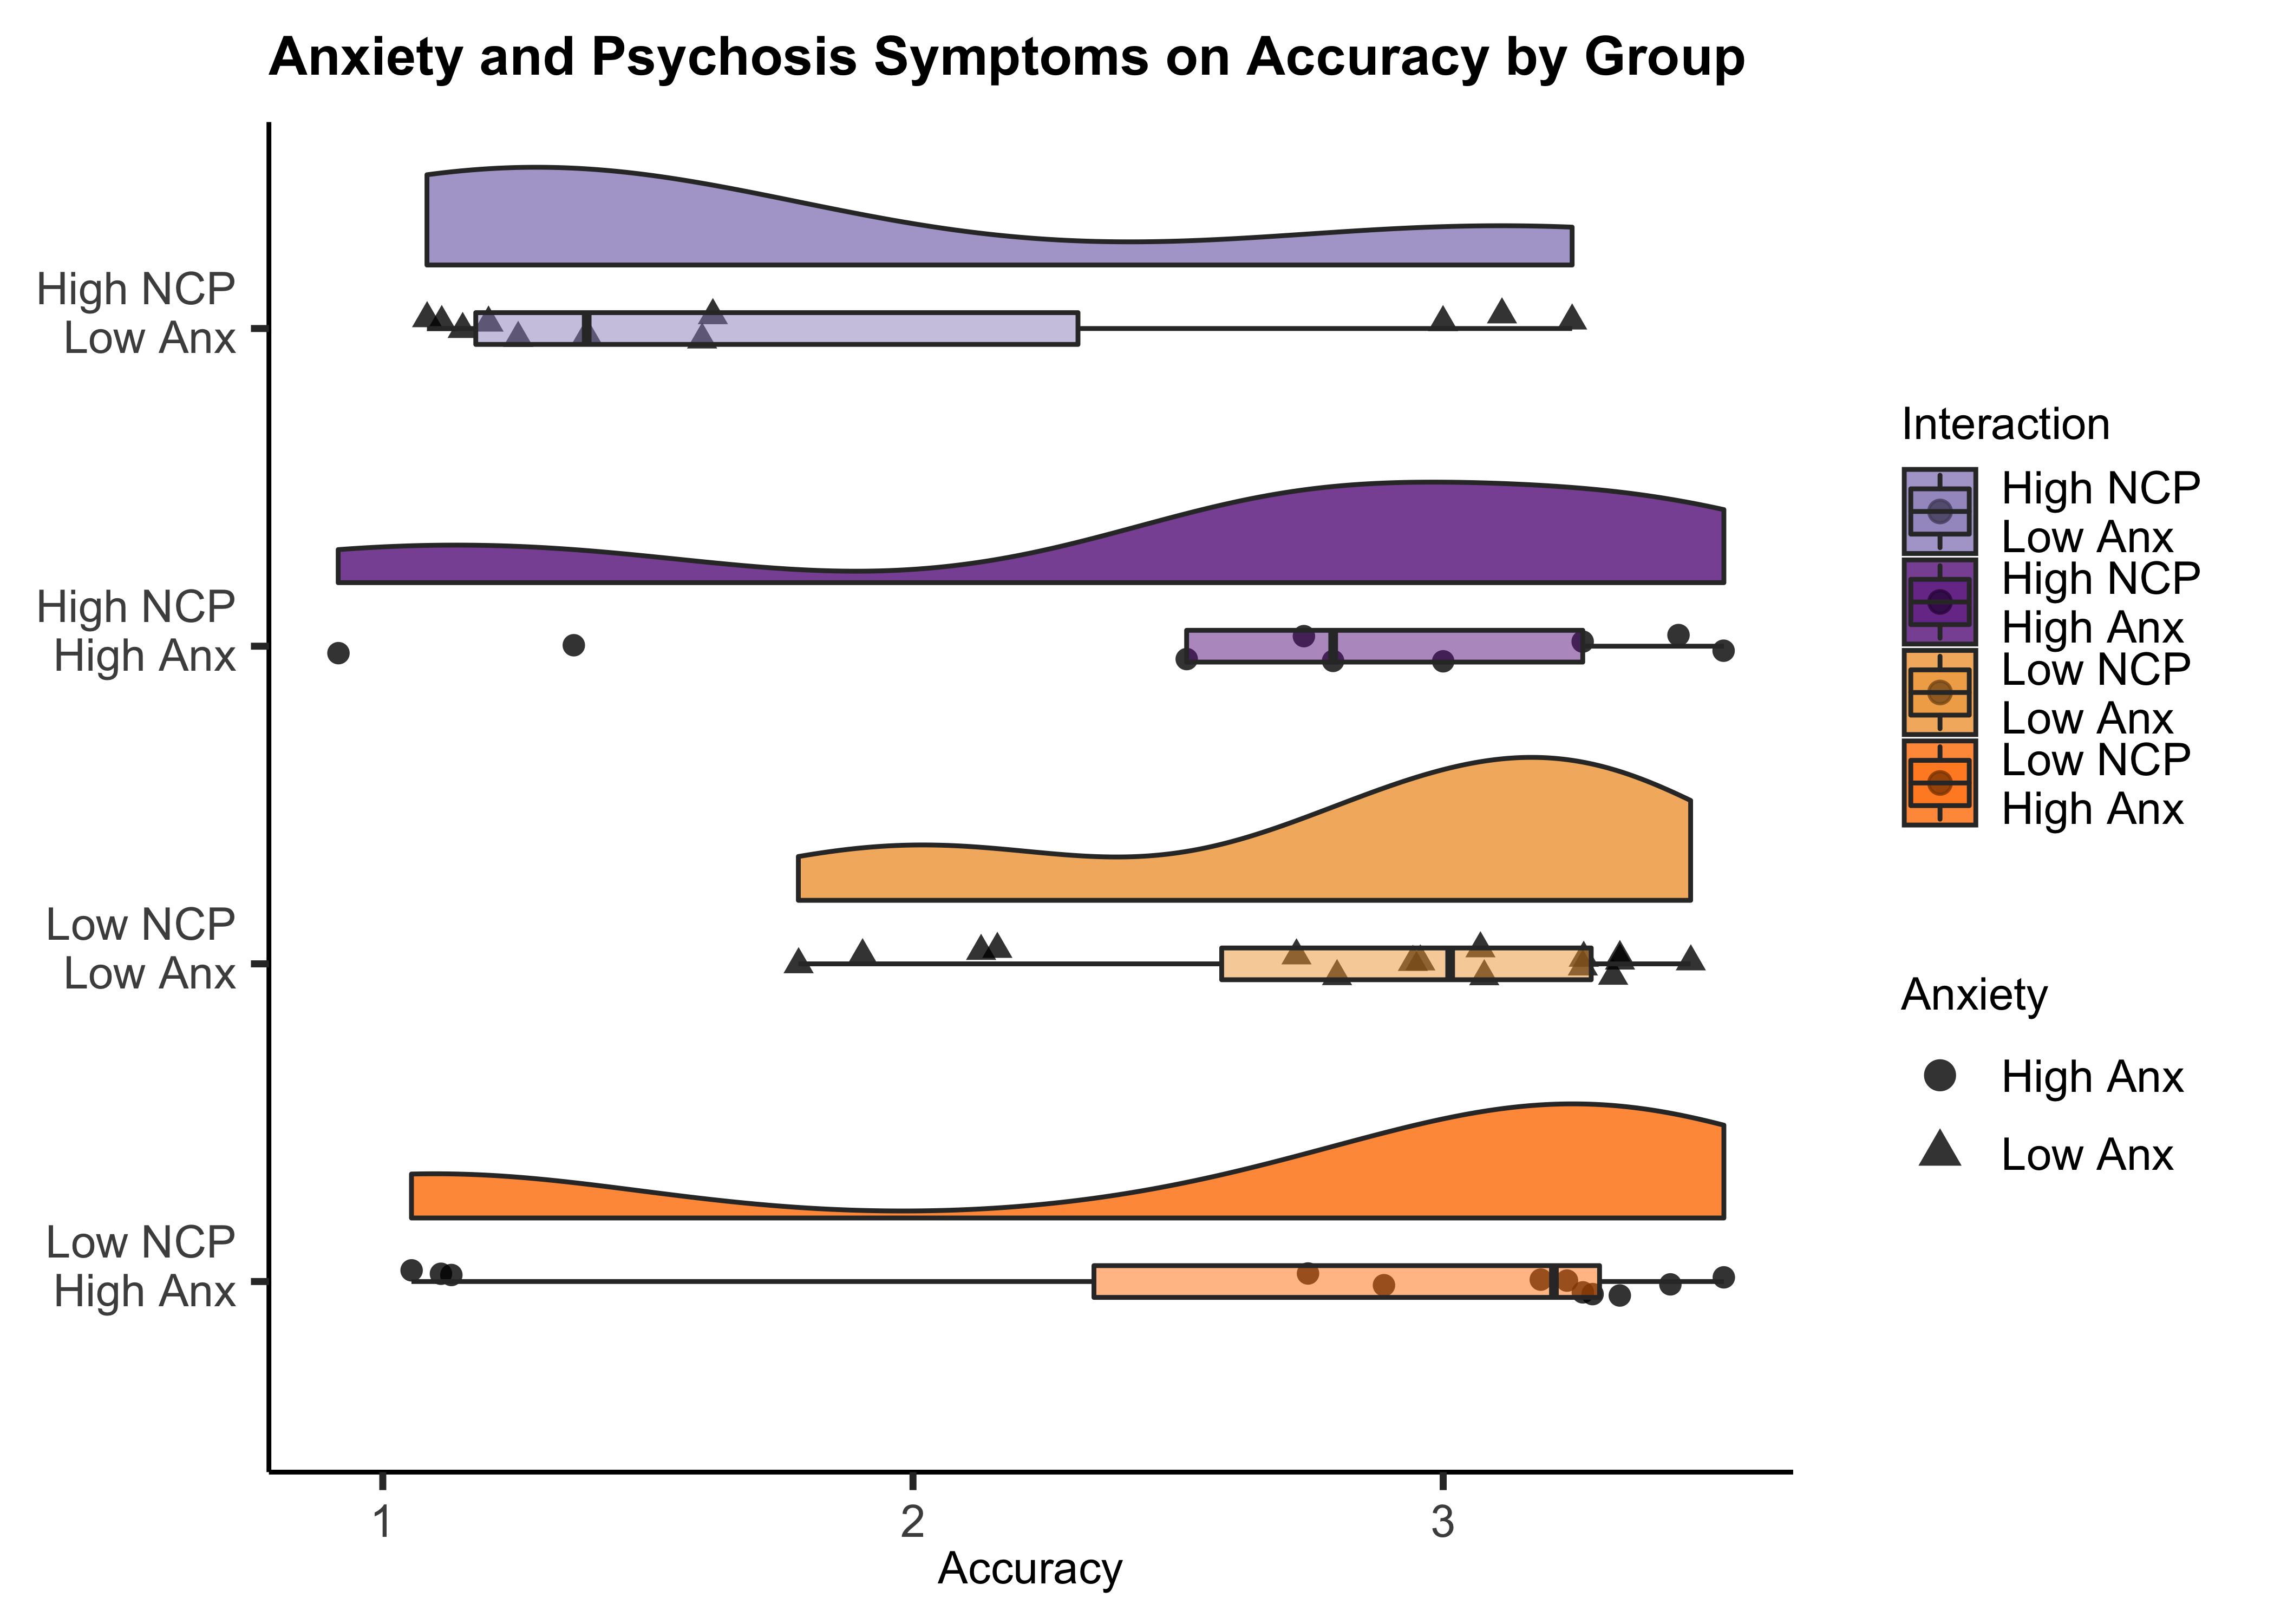 Anxiety and Psychosis Symptoms on Accuracy by Group
High NCP
Low Anx
High NCP
High Anx
Low NCP
Low Anx
Low NCP
High Anx
1
2
3
Accuracy
Interaction
High NCP
Low Anx
High NCP
High Anx
Low NCP
Low Anx
Low NCP
High Anx
Anxiety
High Anx
Low Anx